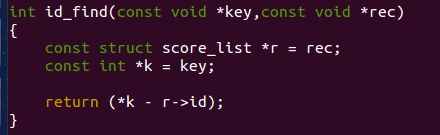 int id_find(const void *key,const void *rec)
{
    const struct score_list *r = rec;
    const int *k = key;

    return (*k - r->id);
}